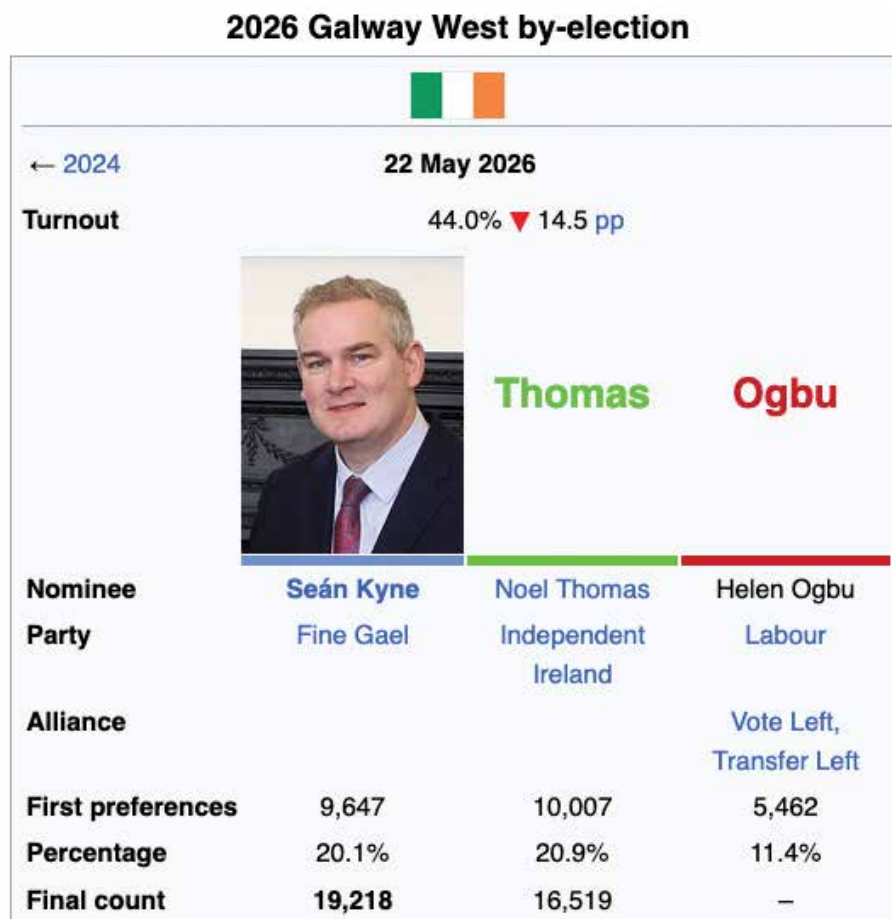 2026 Galway West by-election
← 2024 22 May 2026
Turnout 44.0% ▼ 14.5 pp
Thomas Ogbu
Nominee Seán Kyne Noel Thomas Helen Ogbu
Party Fine Gael Independent Ireland Labour
Alliance Vote Left, Transfer Left
First preferences 9,647 10,007 5,462
Percentage 20.1% 20.9% 11.4%
Final count 19,218 16,519 –